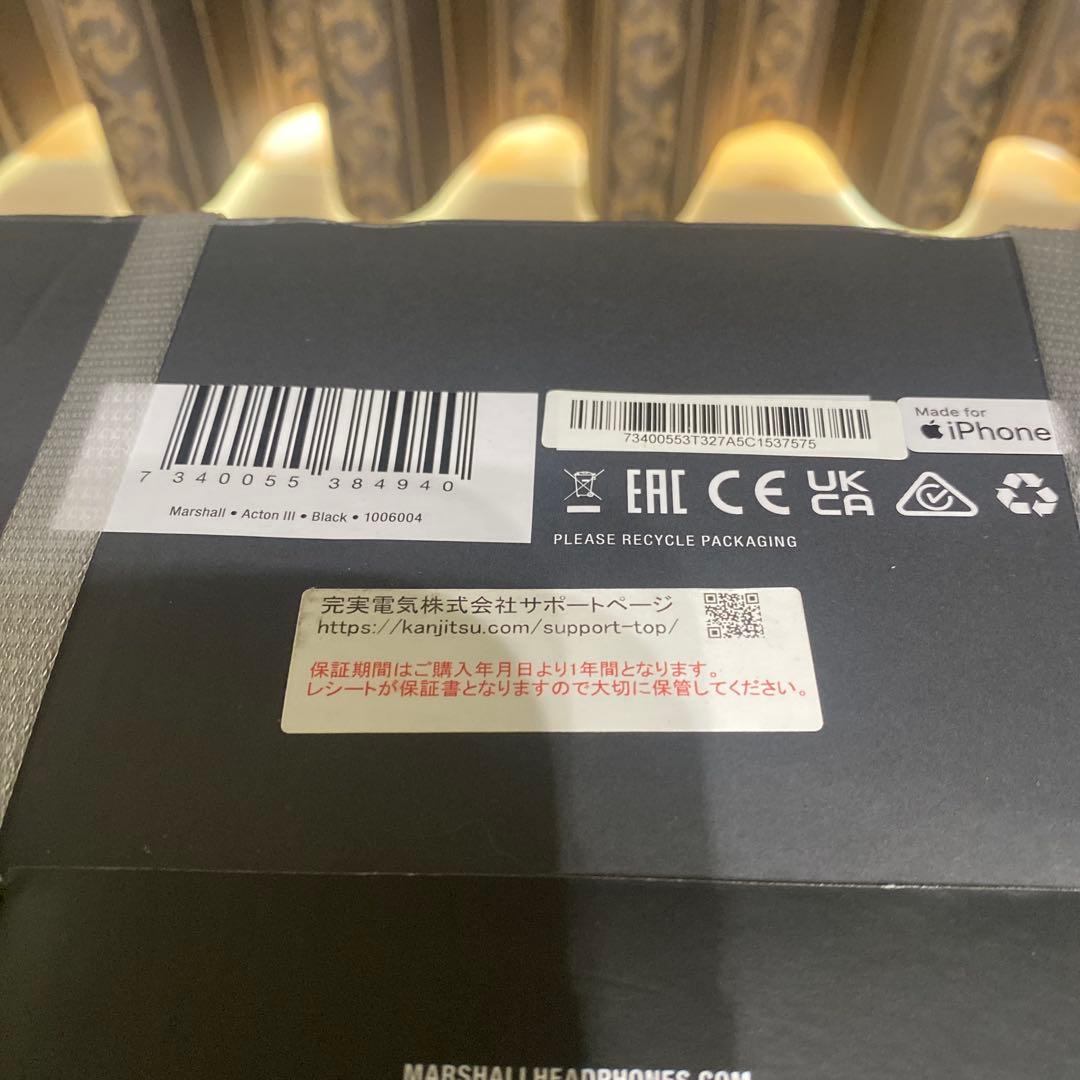 7 340055 384940
Marshall • Acton III • Black • 1006004
73400553T327A5C1537575
Made for
iPhone
EAC CE UK
CA
PLEASE RECYCLE PACKAGING
完実電気株式会社サポートページ
https://kanjitsu.com/support-top/
保証期間はご購入年月日より1年間となります。
レシートが保証書となりますので大切に保管してください。
MARSHALLHEADPHONES.COM